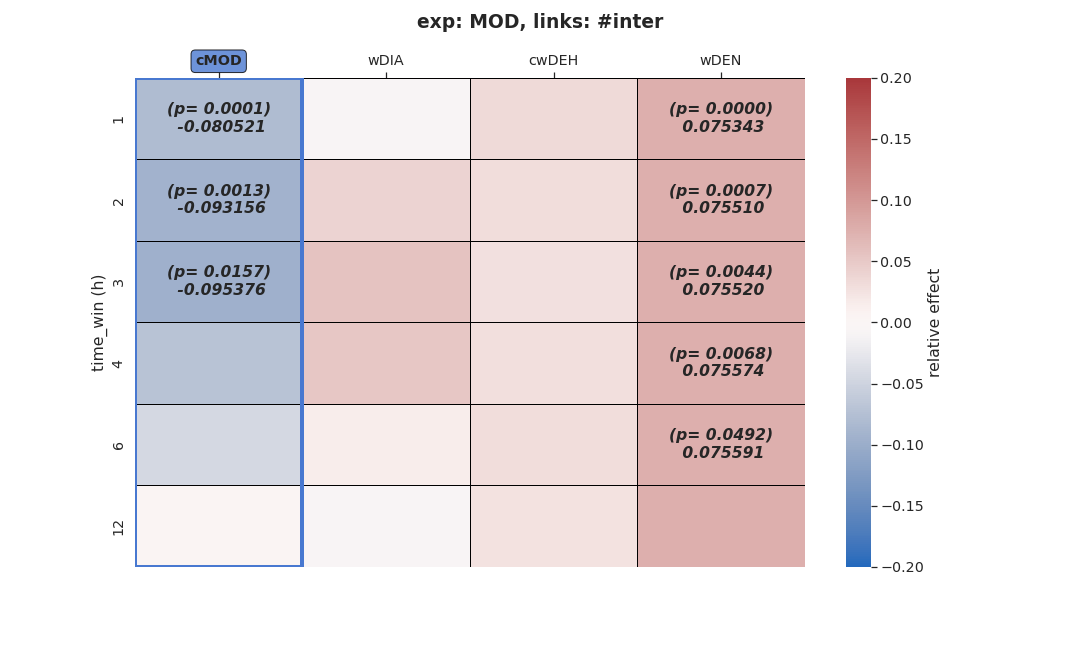 exp: MOD, links: #inter
cMOD wDIA cwDEH wDEN
time_win (h)
1
(p= 0.0001)
-0.080521
(p= 0.0000)
0.075343
2
(p= 0.0013)
-0.093156
(p= 0.0007)
0.075510
3
(p= 0.0157)
-0.095376
(p= 0.0044)
0.075520
4
(p= 0.0068)
0.075574
6
(p= 0.0492)
0.075591
12
0.20
0.15
0.10
0.05
0.00
−0.05
−0.10
−0.15
−0.20
relative effect